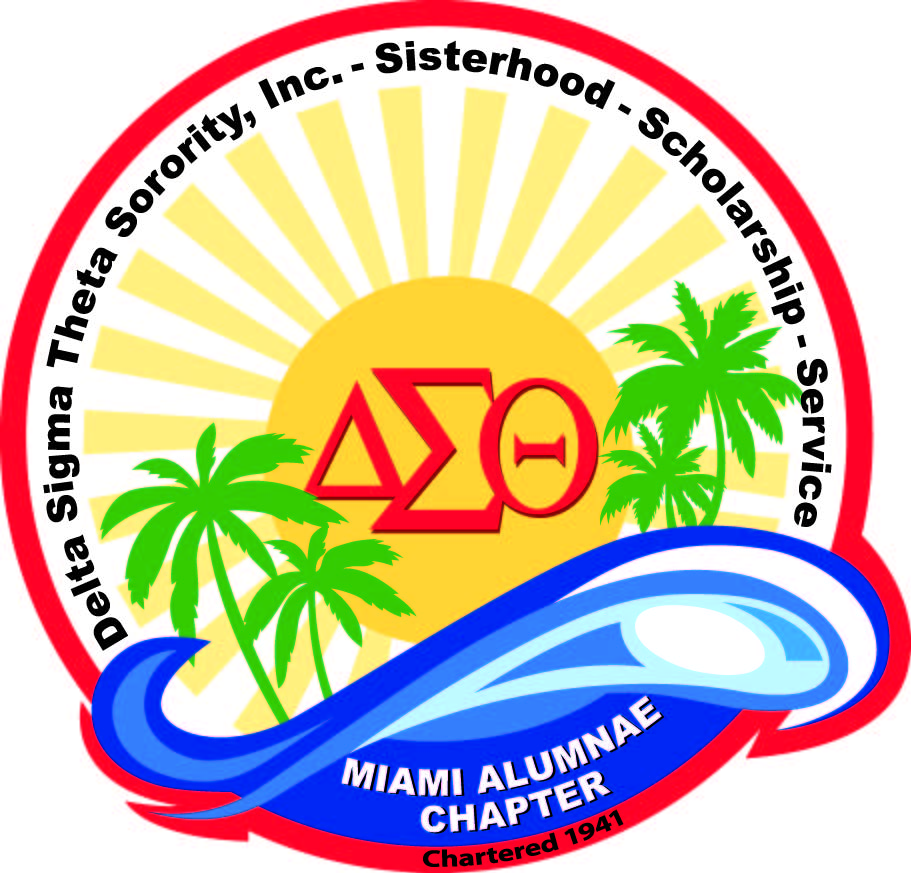 Delta Sigma Theta Sorority, Inc. - Sisterhood - Scholarship - Service
ΔΣΘ
MIAMI ALUMNAE
CHAPTER
Chartered 1941